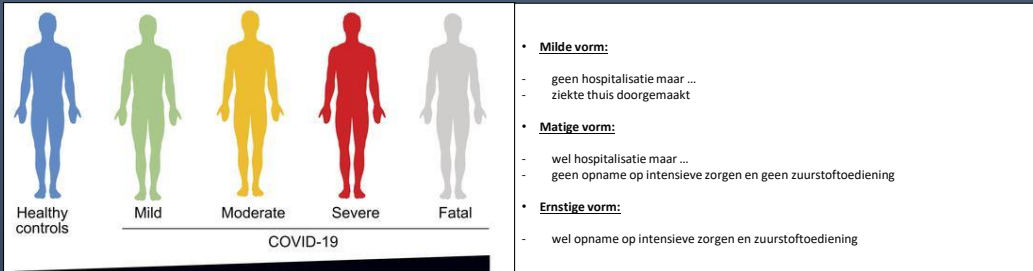 Healthy
controls
Mild
Moderate
Severe
Fatal
COVID-19
• Milde vorm:
- geen hospitalisatie maar ...
- ziekte thuis doorgemaakt
• Matige vorm:
- wel hospitalisatie maar ...
- geen opname op intensieve zorgen en geen zuurstoftoediening
• Ernstige vorm:
- wel opname op intensieve zorgen en zuurstoftoediening